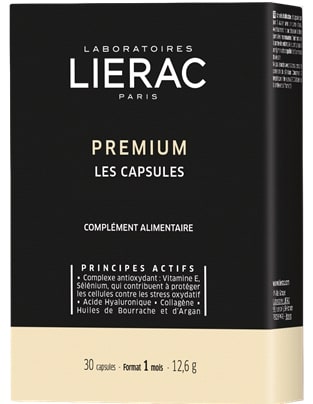 LABORATOIRES
LIERAC
PARIS
PREMIUM
LES CAPSULES
COMPLÉMENT ALIMENTAIRE
PRINCIPES ACTIFS
• Complexe antioxydant : Vitamine E,
Sélénium, qui contribuent à protéger
les cellules contre les stress oxydatif
• Acide Hyaluronique • Collagène •
Huiles de Bourrache et d'Argan
30 capsules - Format 1 mois - 12,6 g